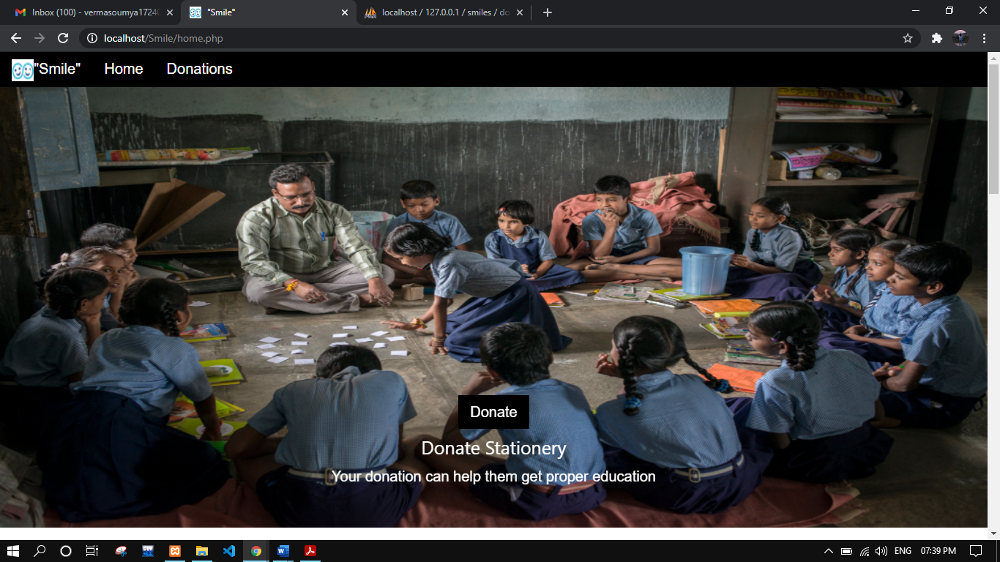 Inbox (100) - vermasoumya1724
"Smile"
localhost / 127.0.0.1 / smiles / do
localhost/Smile/home.php
"Smile"
Home
Donations
Donate
Donate Stationery
Your donation can help them get proper education
DEV
W
ENG
07:39 PM